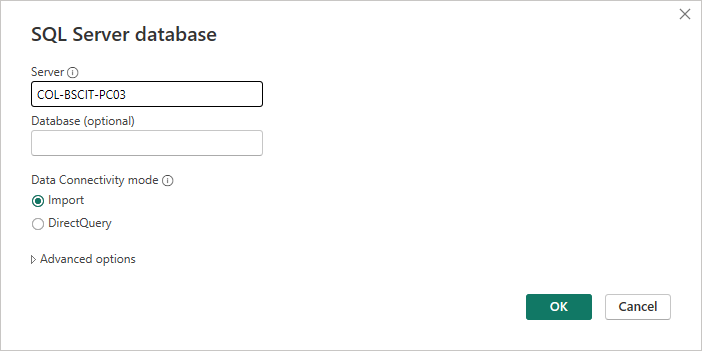 SQL Server database
Server
COL-BSCIT-PC03
Database (optional)
Data Connectivity mode
Import
DirectQuery
Advanced options
OK
Cancel